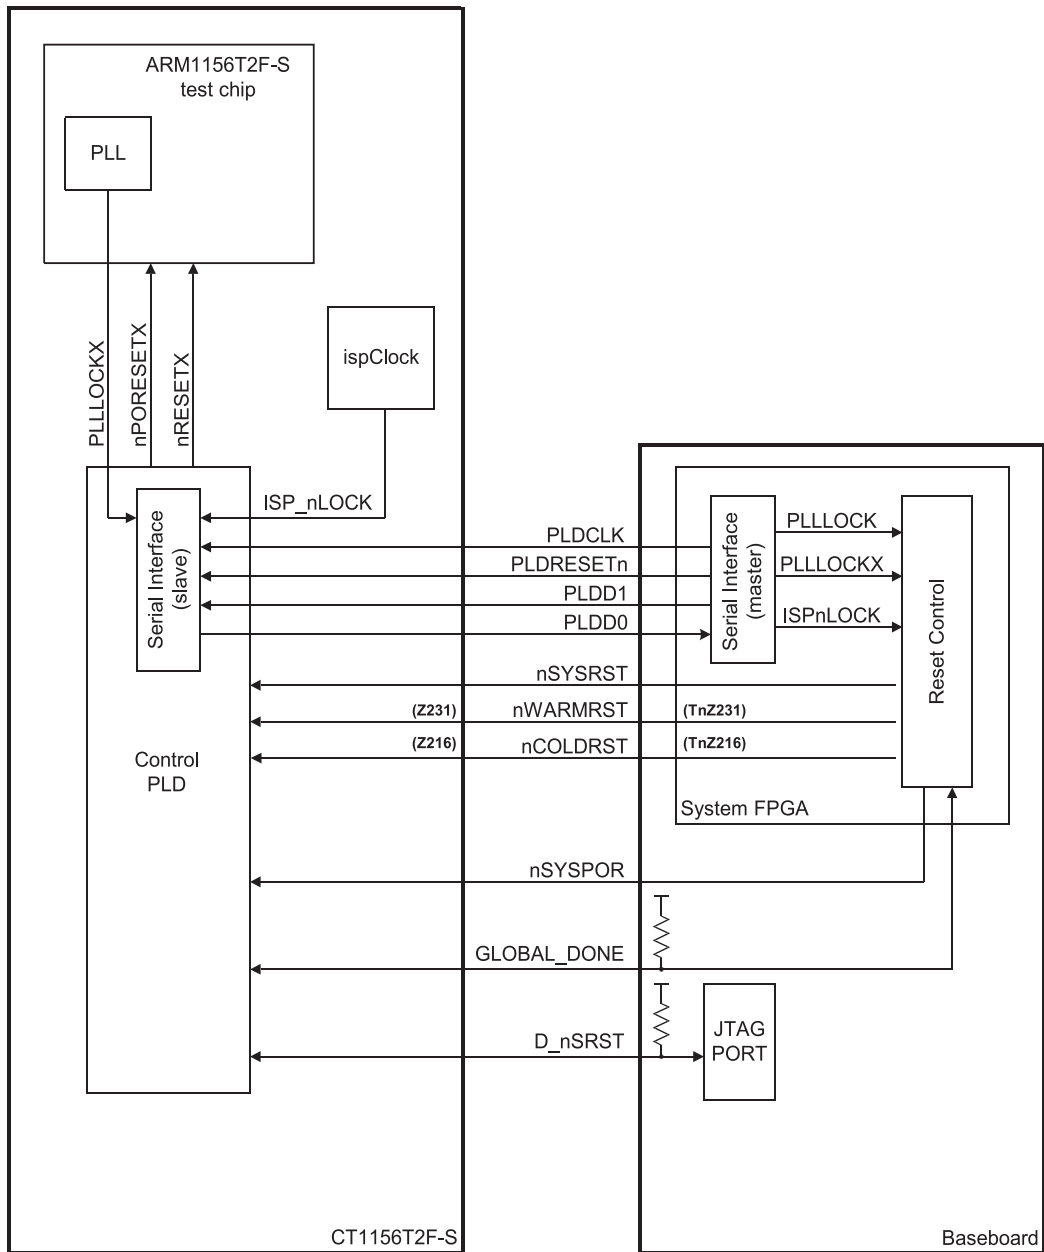 ARM1156T2F-S
test chip
PLL
PLLLOCKX
nPORESETX
nRESETX
ispClock
ISP_nLOCK
Serial Interface
(slave)
PLDCLK
PLDRESETn
PLDD1
PLDD0
Serial Interface
(master)
PLLLOCK
PLLLOCKX
ISPnLOCK
Reset Control
nSYSRST
(Z231) nWARMRST (TnZ231)
(Z216) nCOLDRST (TnZ216)
Control
PLD
System FPGA
nSYSPOR
GLOBAL_DONE
D_nSRST
JTAG
PORT
CT1156T2F-S
Baseboard